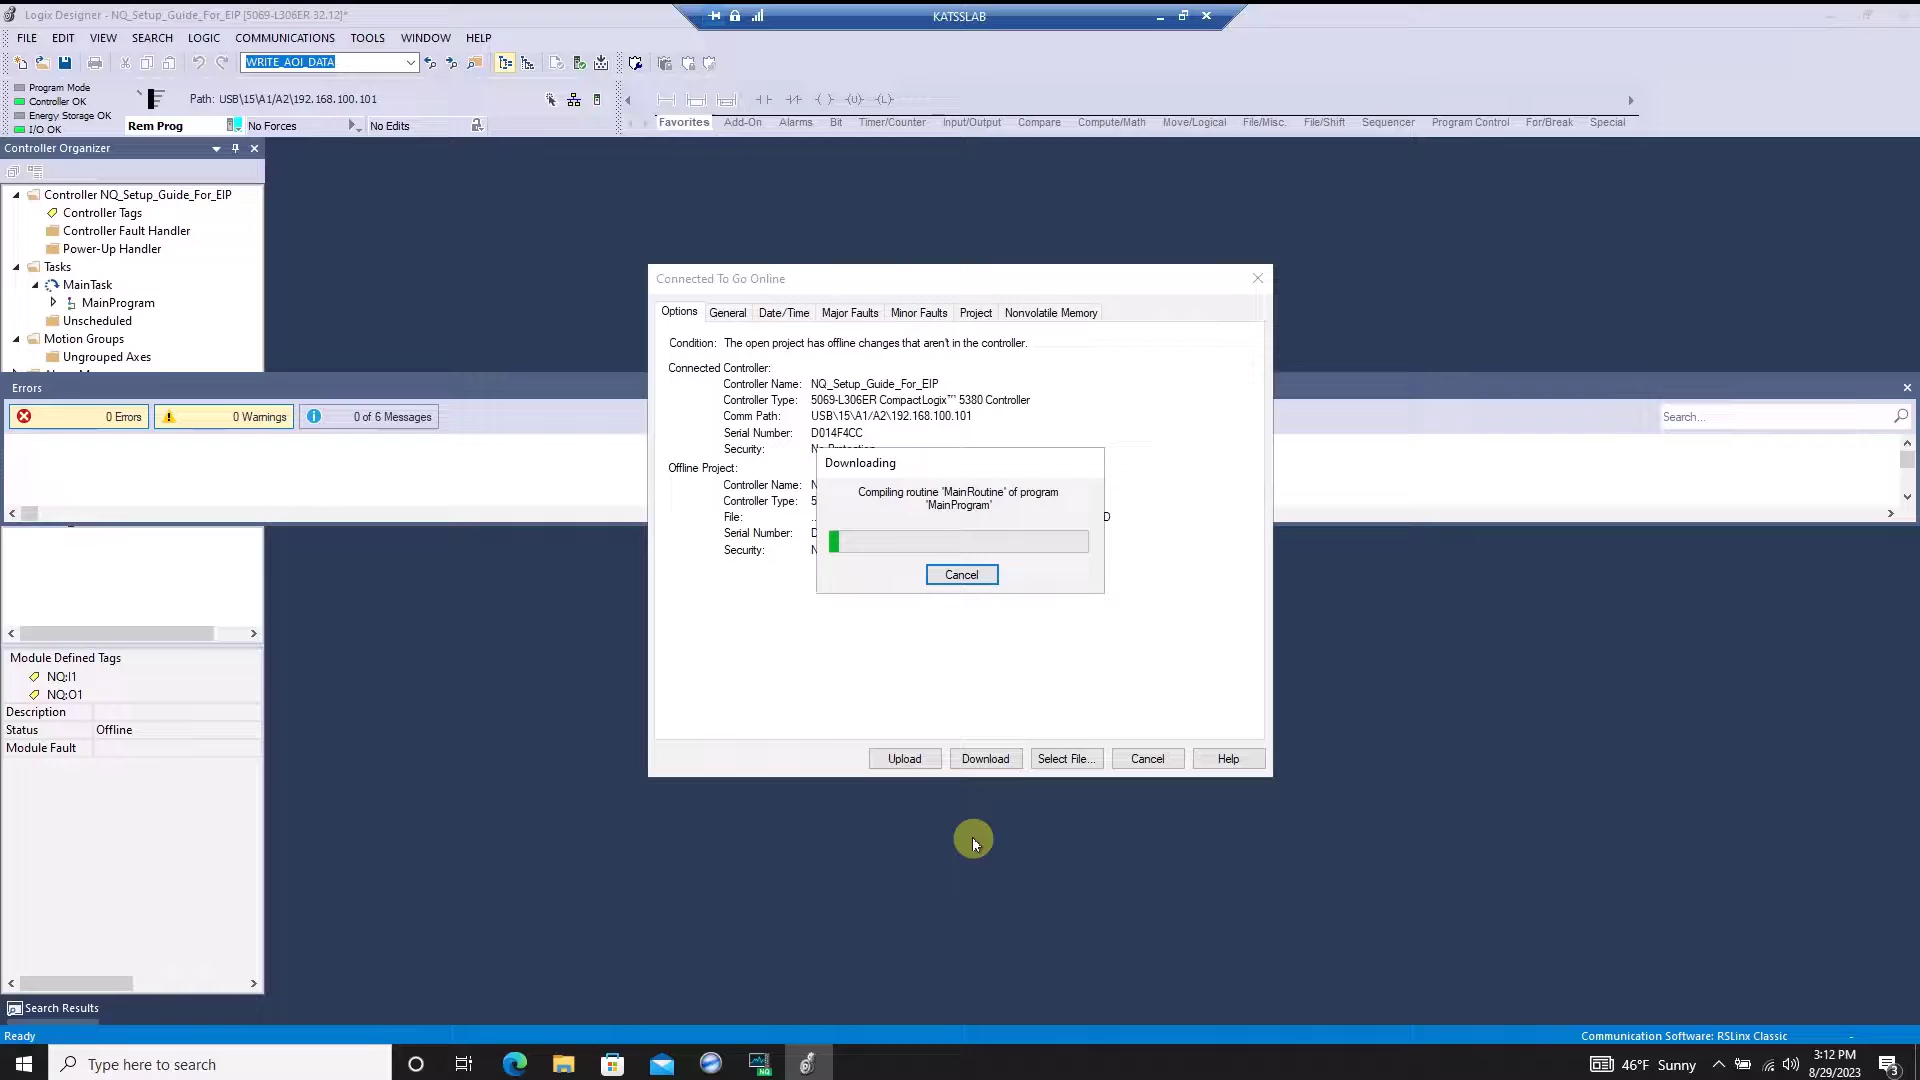 Logix Designer - NQ_Setup_Guide_For_EIP [5069-L306ER 32.12]*
KATSSLAB
FILE EDIT VIEW SEARCH LOGIC COMMUNICATIONS TOOLS WINDOW HELP
WRITE_AOI_DATA
Program Mode
Controller OK
Energy Storage OK
I/O OK
Path: USB\15\A1/A2\192.168.100.101
Rem Prog No Forces No Edits
Favorites Add-On Alarms Bit Timer/Counter Input/Output Compare Compute/Math Move/Logical File/Misc. File/Shift Sequencer Program Control For/Break Special
Controller Organizer
Controller NQ_Setup_Guide_For_EIP
Controller Tags
Controller Fault Handler
Power-Up Handler
Tasks
MainTask
MainProgram
Unscheduled
Motion Groups
Ungrouped Axes
Errors
0 Errors 0 Warnings 0 of 6 Messages
Search...
Connected To Go Online
Options General Date/Time Major Faults Minor Faults Project Nonvolatile Memory
Condition: The open project has offline changes that aren't in the controller.
Connected Controller:
Controller Name: NQ_Setup_Guide_For_EIP
Controller Type: 5069-L306ER CompactLogix™ 5380 Controller
Comm Path: USB\15\A1/A2\192.168.100.101
Serial Number: D014F4CC
Security: No Protection
Offline Project:
Controller Name: N
Controller Type: 5
File: .. D
Serial Number: D
Security: N
Downloading
Compiling routine 'MainRoutine' of program
'MainProgram'
Cancel
Upload Download Select File... Cancel Help
Module Defined Tags
NQ:I1
NQ:O1
Description
Status Offline
Module Fault
Search Results
Ready
Communication Software: RSLinx Classic
Type here to search
NQ
46°F Sunny
3:12 PM
8/29/2023
3